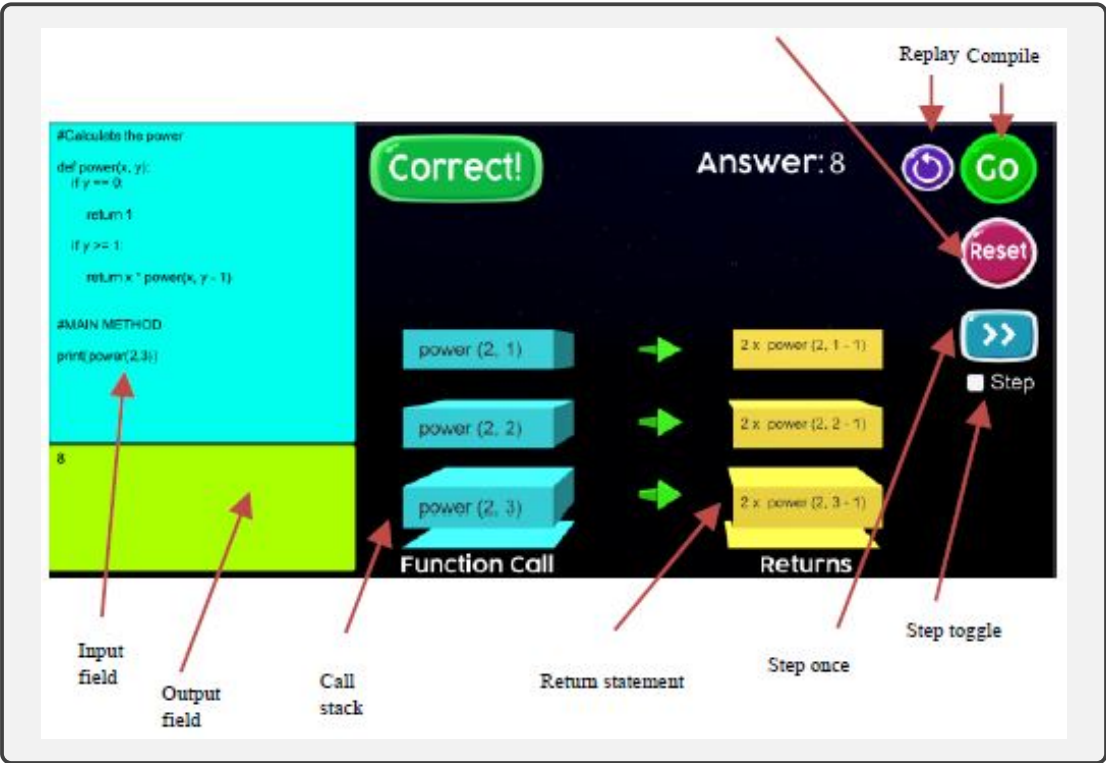 Replay Compile
#Calculate the power
def power(x, y):
if y == 0:
return 1
if y >= 1:
return x * power(x, y - 1)
#MAIN METHOD
print(power(2,3))
8
Correct!
Answer: 8
Go
Reset
>>
Step
power (2, 1)
2 x power (2, 1 - 1)
power (2, 2)
2 x power (2, 2 - 1)
power (2, 3)
2 x power (2, 3 - 1)
Function Call
Returns
Input
field
Output
field
Call
stack
Return statement
Step once
Step toggle